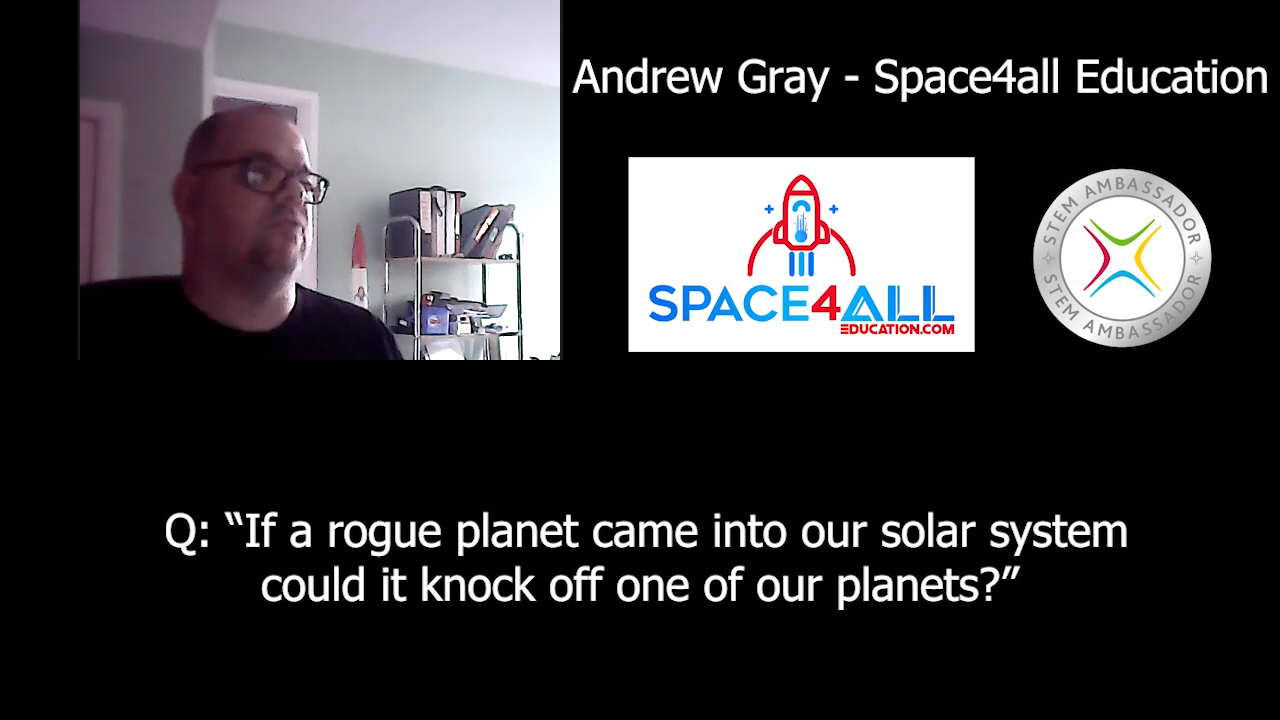 Andrew Gray - Space4all Education
SPACE4ALL
EDUCATION.COM
STEM AMBASSADOR
STEM AMBASSADOR
Q: “If a rogue planet came into our solar system
could it knock off one of our planets?”